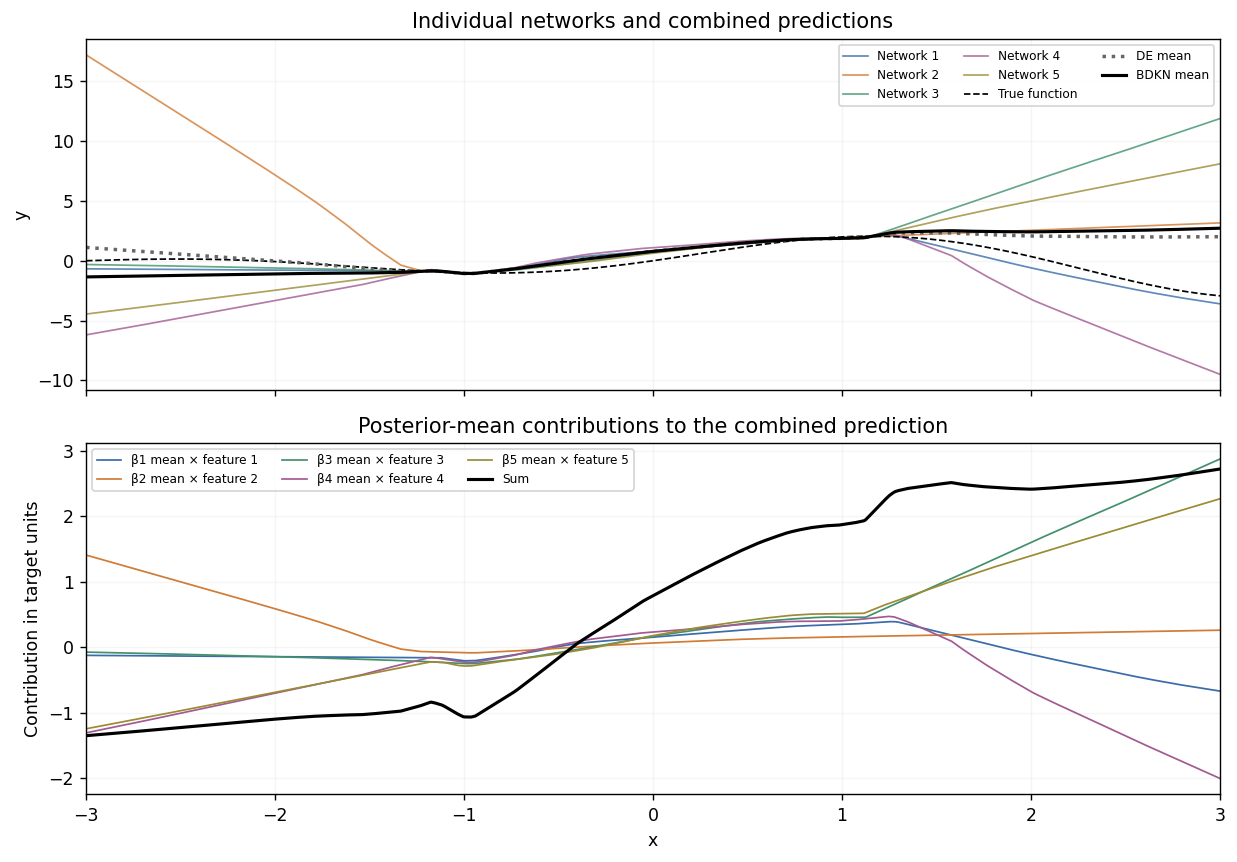 Individual networks and combined predictions
Network 1
Network 2
Network 3
Network 4
Network 5
True function
DE mean
BDKN mean
15
10
5
0
−5
−10
y
Posterior-mean contributions to the combined prediction
β1 mean × feature 1
β2 mean × feature 2
β3 mean × feature 3
β4 mean × feature 4
β5 mean × feature 5
Sum
3
2
1
0
−1
−2
Contribution in target units
−3 −2 −1 0 1 2 3
x